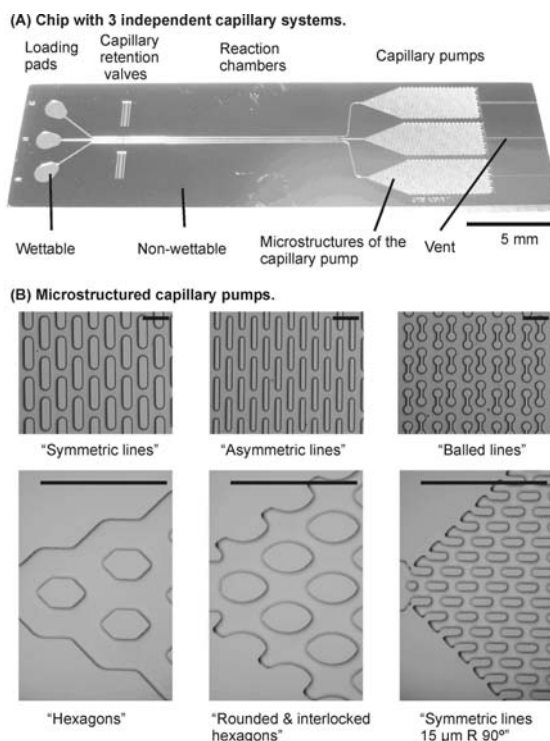 (A) Chip with 3 independent capillary systems.
Loading
pads
Capillary
retention
valves
Reaction
chambers
Capillary pumps
Wettable
Non-wettable
Microstructures of the
capillary pump
Vent
5 mm
(B) Microstructured capillary pumps.
"Symmetric lines"
"Asymmetric lines"
"Balled lines"
"Hexagons"
"Rounded & interlocked
hexagons"
"Symmetric lines
15 µm R 90º"